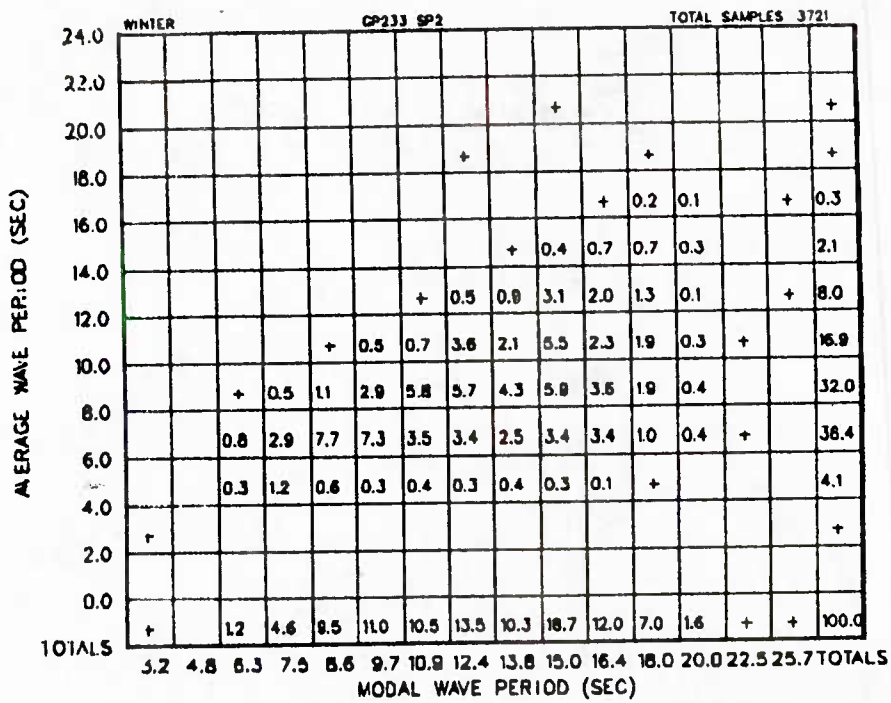 WINTER CP233 SP2 TOTAL SAMPLES 3721
AVERAGE WAVE PERIOD (SEC)
24.0
22.0
+ +
20.0
+ + +
18.0
+ 0.2 0.1 + 0.3
16.0
+ 0.4 0.7 0.7 0.3 2.1
14.0
+ 0.5 0.9 3.1 2.0 1.3 0.1 + 8.0
12.0
+ 0.5 0.7 3.6 2.1 5.5 2.3 1.9 0.3 + 16.9
10.0
+ 0.5 1.1 2.9 5.8 5.7 4.3 5.9 3.6 1.9 0.4 32.0
8.0
0.8 2.9 7.7 7.3 3.5 3.4 2.5 3.4 3.4 1.0 0.4 + 36.4
6.0
0.3 1.2 0.6 0.3 0.4 0.3 0.4 0.3 0.1 + 4.1
4.0
+ +
2.0
0.0
+ 1.2 4.6 9.5 11.0 10.5 13.5 10.3 18.7 12.0 7.0 1.6 + + 100.0
TOTALS
3.2 4.8 6.3 7.5 8.6 9.7 10.9 12.4 13.8 15.0 16.4 18.0 20.0 22.5 25.7 TOTALS
MODAL WAVE PERIOD (SEC)